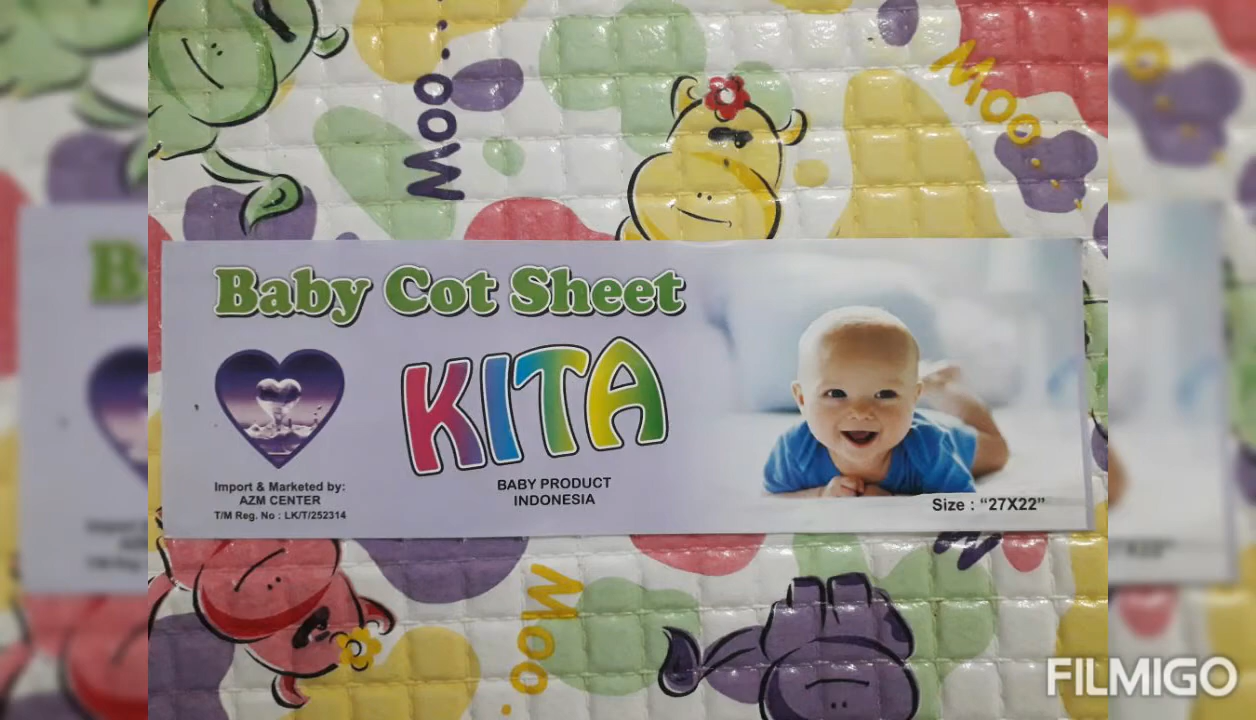 Moo...
Moo
Baby Cot Sheet
KITA
Import & Marketed by:
AZM CENTER
T/M Reg. No : LK/T/252314
BABY PRODUCT
INDONESIA
Size : “27X22”
Moo.
FILMIGO